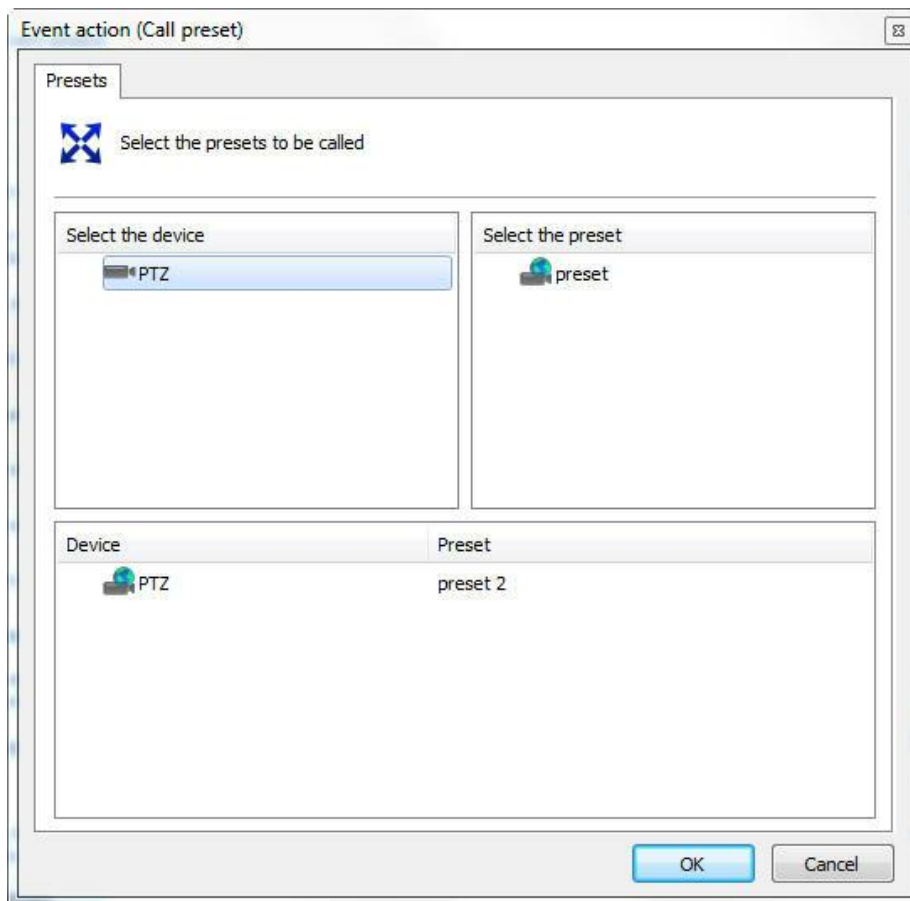 Event action (Call preset)
Presets
Select the presets to be called
Select the device
PTZ
Select the preset
preset
Device Preset
PTZ preset 2
OK Cancel